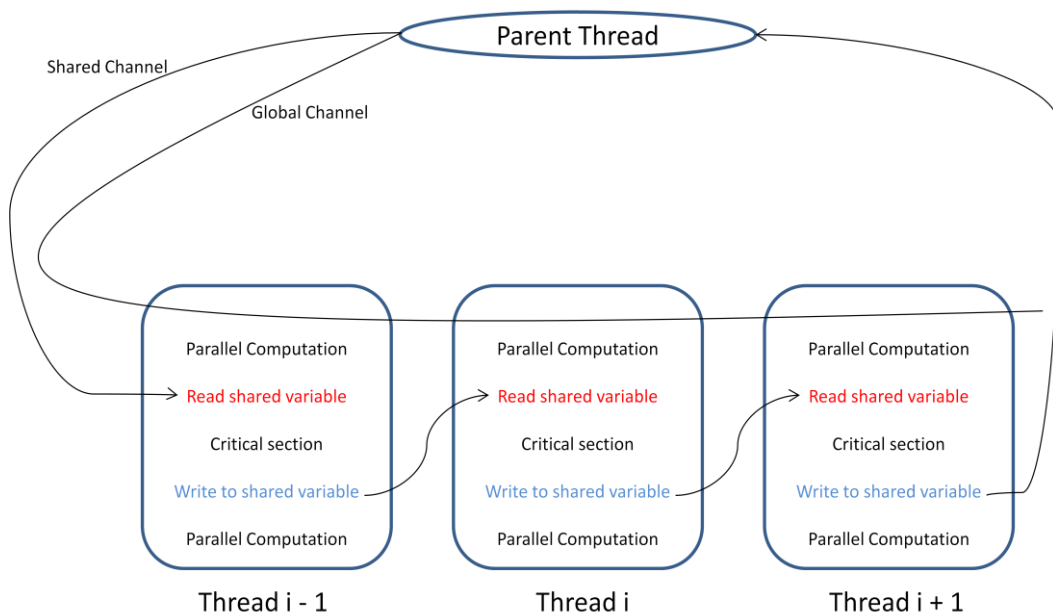 Parent Thread
Shared Channel
Global Channel
Parallel Computation
Read shared variable
Critical section
Write to shared variable
Parallel Computation
Thread i - 1
Parallel Computation
Read shared variable
Critical section
Write to shared variable
Parallel Computation
Thread i
Parallel Computation
Read shared variable
Critical section
Write to shared variable
Parallel Computation
Thread i + 1